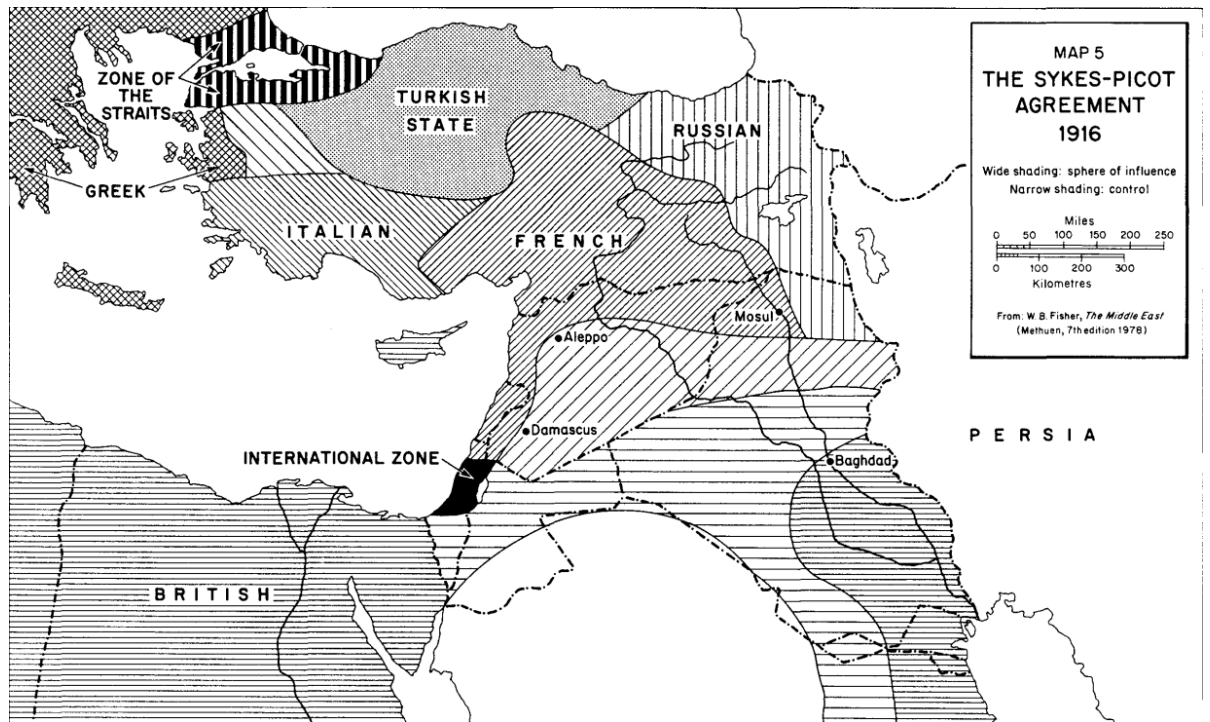 MAP 5
THE SYKES-PICOT
AGREEMENT
1916
Wide shading: sphere of influence
Narrow shading: control
Miles
0 50 100 150 200 250
0 100 200 300
Kilometres
From: W. B. Fisher, The Middle East
(Methuen, 7th edition 1978)
ZONE OF
THE
STRAITS
TURKISH
STATE
RUSSIAN
GREEK
ITALIAN
FRENCH
Mosul
Aleppo
Damascus
PERSIA
INTERNATIONAL ZONE
Baghdad
BRITISH